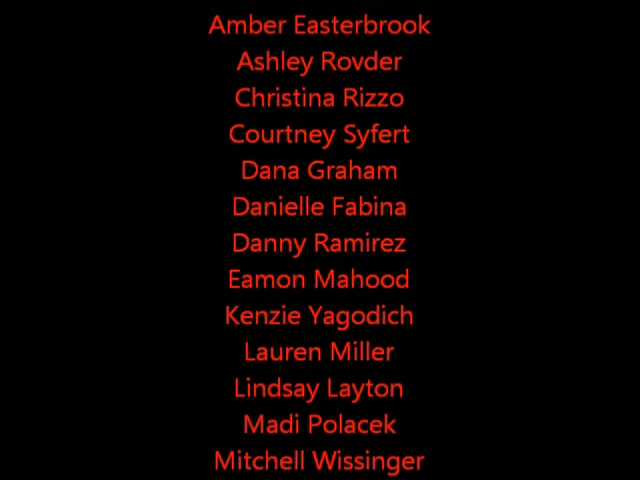 Amber Easterbrook
Ashley Rovder
Christina Rizzo
Courtney Syfert
Dana Graham
Danielle Fabina
Danny Ramirez
Eamon Mahood
Kenzie Yagodich
Lauren Miller
Lindsay Layton
Madi Polacek
Mitchell Wissinger